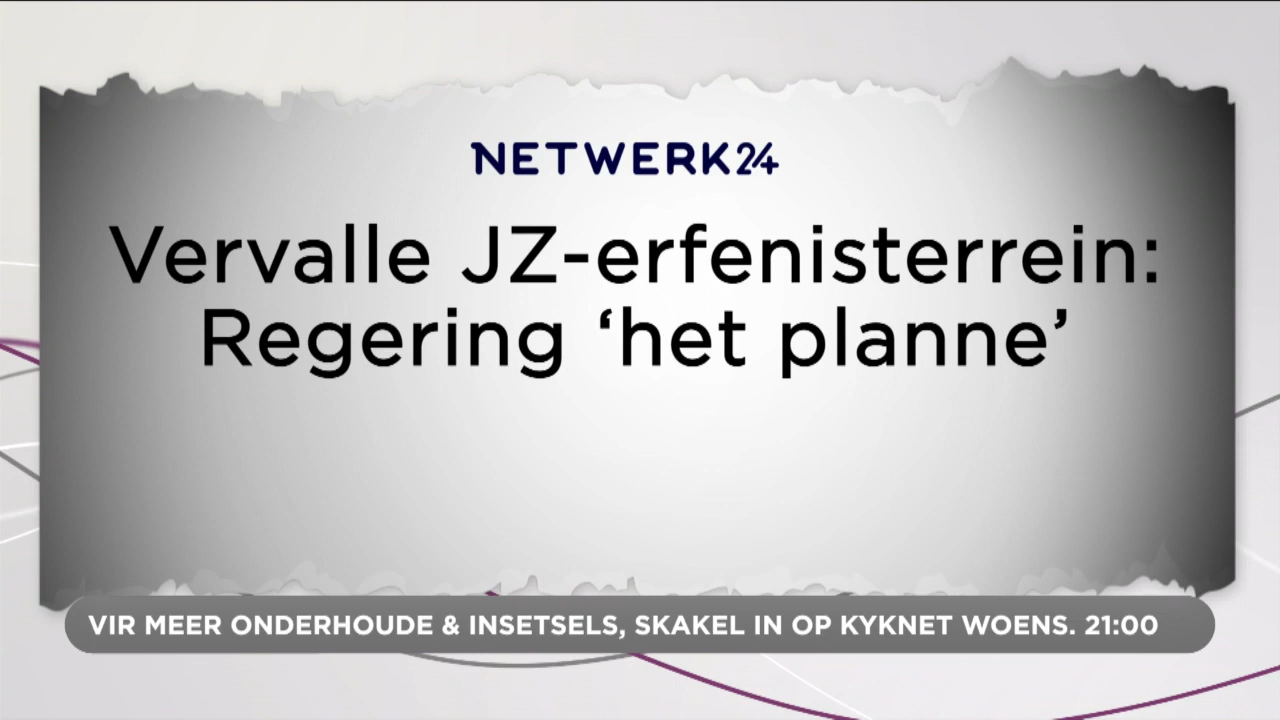 NETWERK24
Vervalle JZ-erfenisterrein:
Regering ‘het planne’
VIR MEER ONDERHOUDE & INSETSELS, SKAKEL IN OP KYKNET WOENS. 21:00